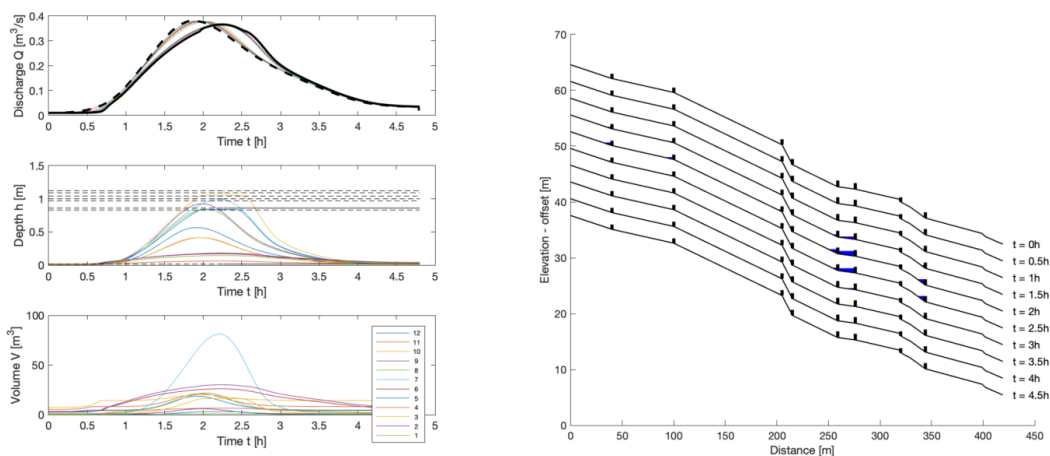 Discharge Q [m³/s]
0.4
0.3
0.2
0.1
0
0 0.5 1 1.5 2 2.5 3 3.5 4 4.5 5
Time t [h]
Depth h [m]
1.5
1
0.5
0
0 0.5 1 1.5 2 2.5 3 3.5 4 4.5 5
Time t [h]
Volume V [m³]
100
50
0
0 0.5 1 1.5 2 2.5 3 3.5 4 4.5 5
Time t [h]
12
11
10
9
8
7
6
5
4
3
2
1
Elevation - offset [m]
70
60
50
40
30
20
10
0
0 50 100 150 200 250 300 350 400 450
Distance [m]
t = 0h
t = 0.5h
t = 1h
t = 1.5h
t = 2h
t = 2.5h
t = 3h
t = 3.5h
t = 4h
t = 4.5h